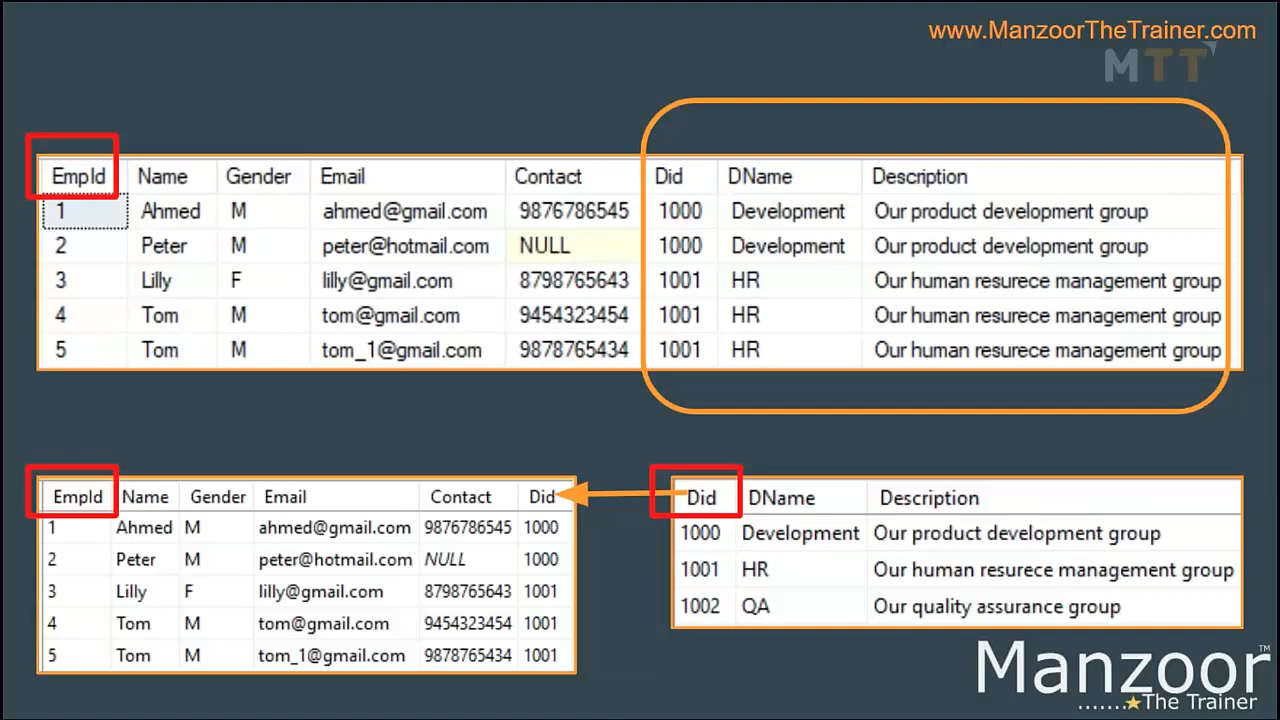 www.ManzoorTheTrainer.com
MTT
EmpId Name Gender Email Contact Did DName Description
1 Ahmed M ahmed@gmail.com 9876786545 1000 Development Our product development group
2 Peter M peter@hotmail.com NULL 1000 Development Our product development group
3 Lilly F lilly@gmail.com 8798765643 1001 HR Our human resurece management group
4 Tom M tom@gmail.com 9454323454 1001 HR Our human resurece management group
5 Tom M tom_1@gmail.com 9878765434 1001 HR Our human resurece management group
EmpId Name Gender Email Contact Did
1 Ahmed M ahmed@gmail.com 9876786545 1000
2 Peter M peter@hotmail.com NULL 1000
3 Lilly F lilly@gmail.com 8798765643 1001
4 Tom M tom@gmail.com 9454323454 1001
5 Tom M tom_1@gmail.com 9878765434 1001
Did DName Description
1000 Development Our product development group
1001 HR Our human resurece management group
1002 QA Our quality assurance group
Manzoor™
.......★The Trainer